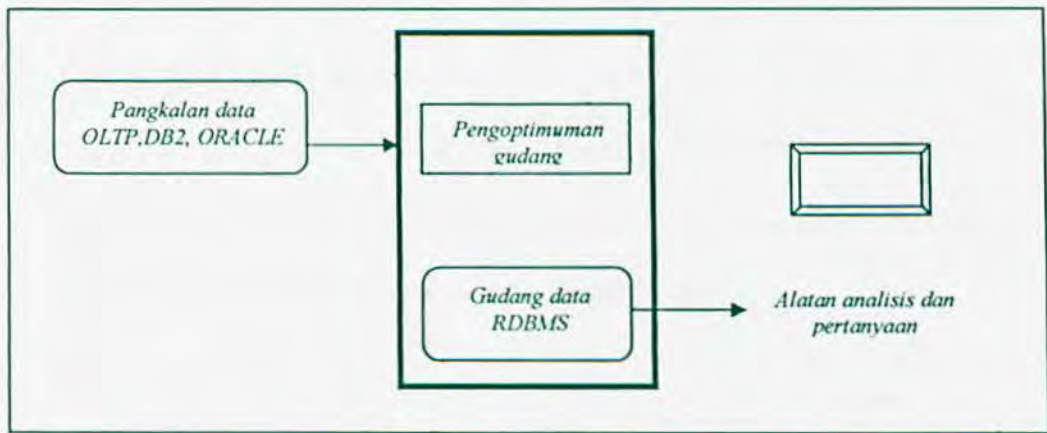 Pangkalan data
OLTP,DB2, ORACLE
Pengoptimuman
gudang
Gudang data
RDBMS
Alatan analisis dan
pertanyaan